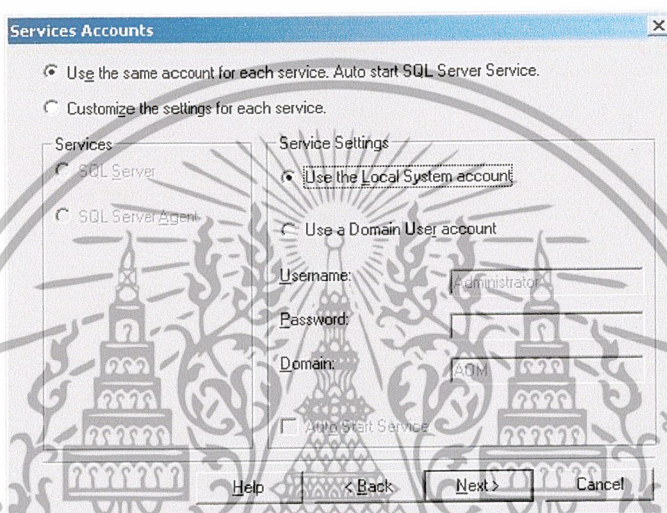 Services Accounts
Use the same account for each service. Auto start SQL Server Service.
Customize the settings for each service.
Services
SQL Server
SQL Server Agent
Service Settings
Use the Local System account
Use a Domain User account
Username:
Administrator
Password:
Domain:
AOM
Auto Start Service
Help
< Back
Next >
Cancel